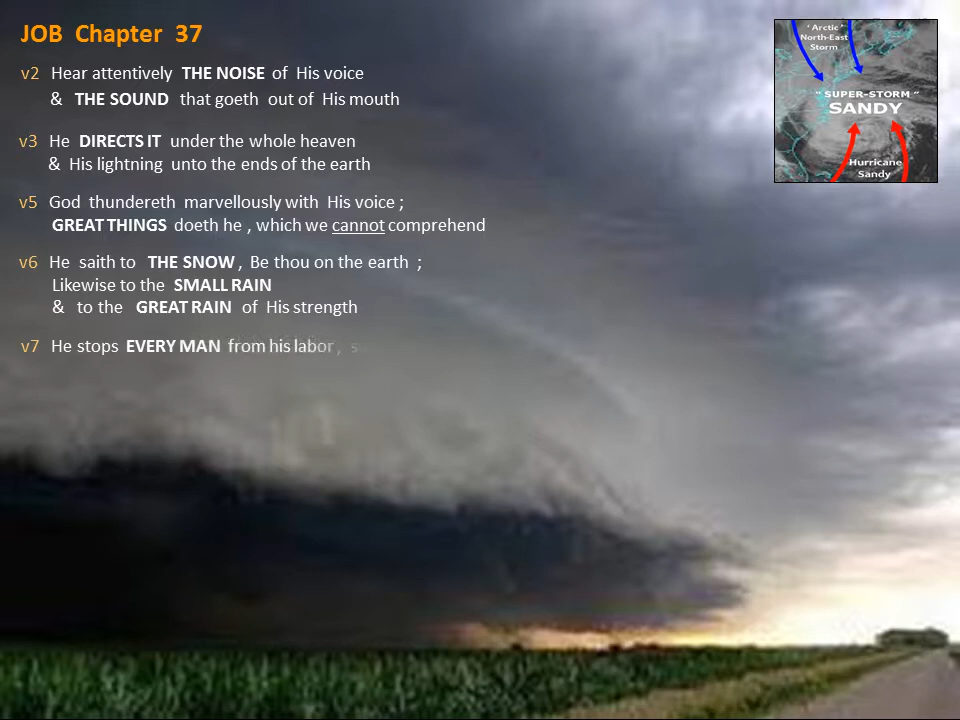 JOB Chapter 37
v2 Hear attentively THE NOISE of His voice
& THE SOUND that goeth out of His mouth
v3 He DIRECTS IT under the whole heaven
& His lightning unto the ends of the earth
v5 God thundereth marvellously with His voice ;
GREAT THINGS doeth he , which we cannot comprehend
v6 He saith to THE SNOW , Be thou on the earth ;
Likewise to the SMALL RAIN
& to the GREAT RAIN of His strength
v7 He stops EVERY MAN from his labor , s
' Arctic '
North-East
Storm
" SUPER-STORM "
SANDY
Hurricane
Sandy